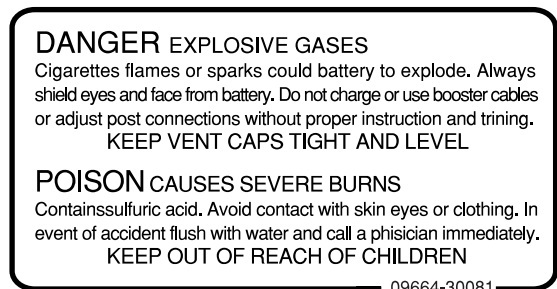 DANGER EXPLOSIVE GASES
Cigarettes flames or sparks could battery to explode. Always
shield eyes and face from battery. Do not charge or use booster cables
or adjust post connections without proper instruction and trining.
KEEP VENT CAPS TIGHT AND LEVEL
POISON CAUSES SEVERE BURNS
Containssulfuric acid. Avoid contact with skin eyes or clothing. In
event of accident flush with water and call a phisician immediately.
KEEP OUT OF REACH OF CHILDREN
09664-30081